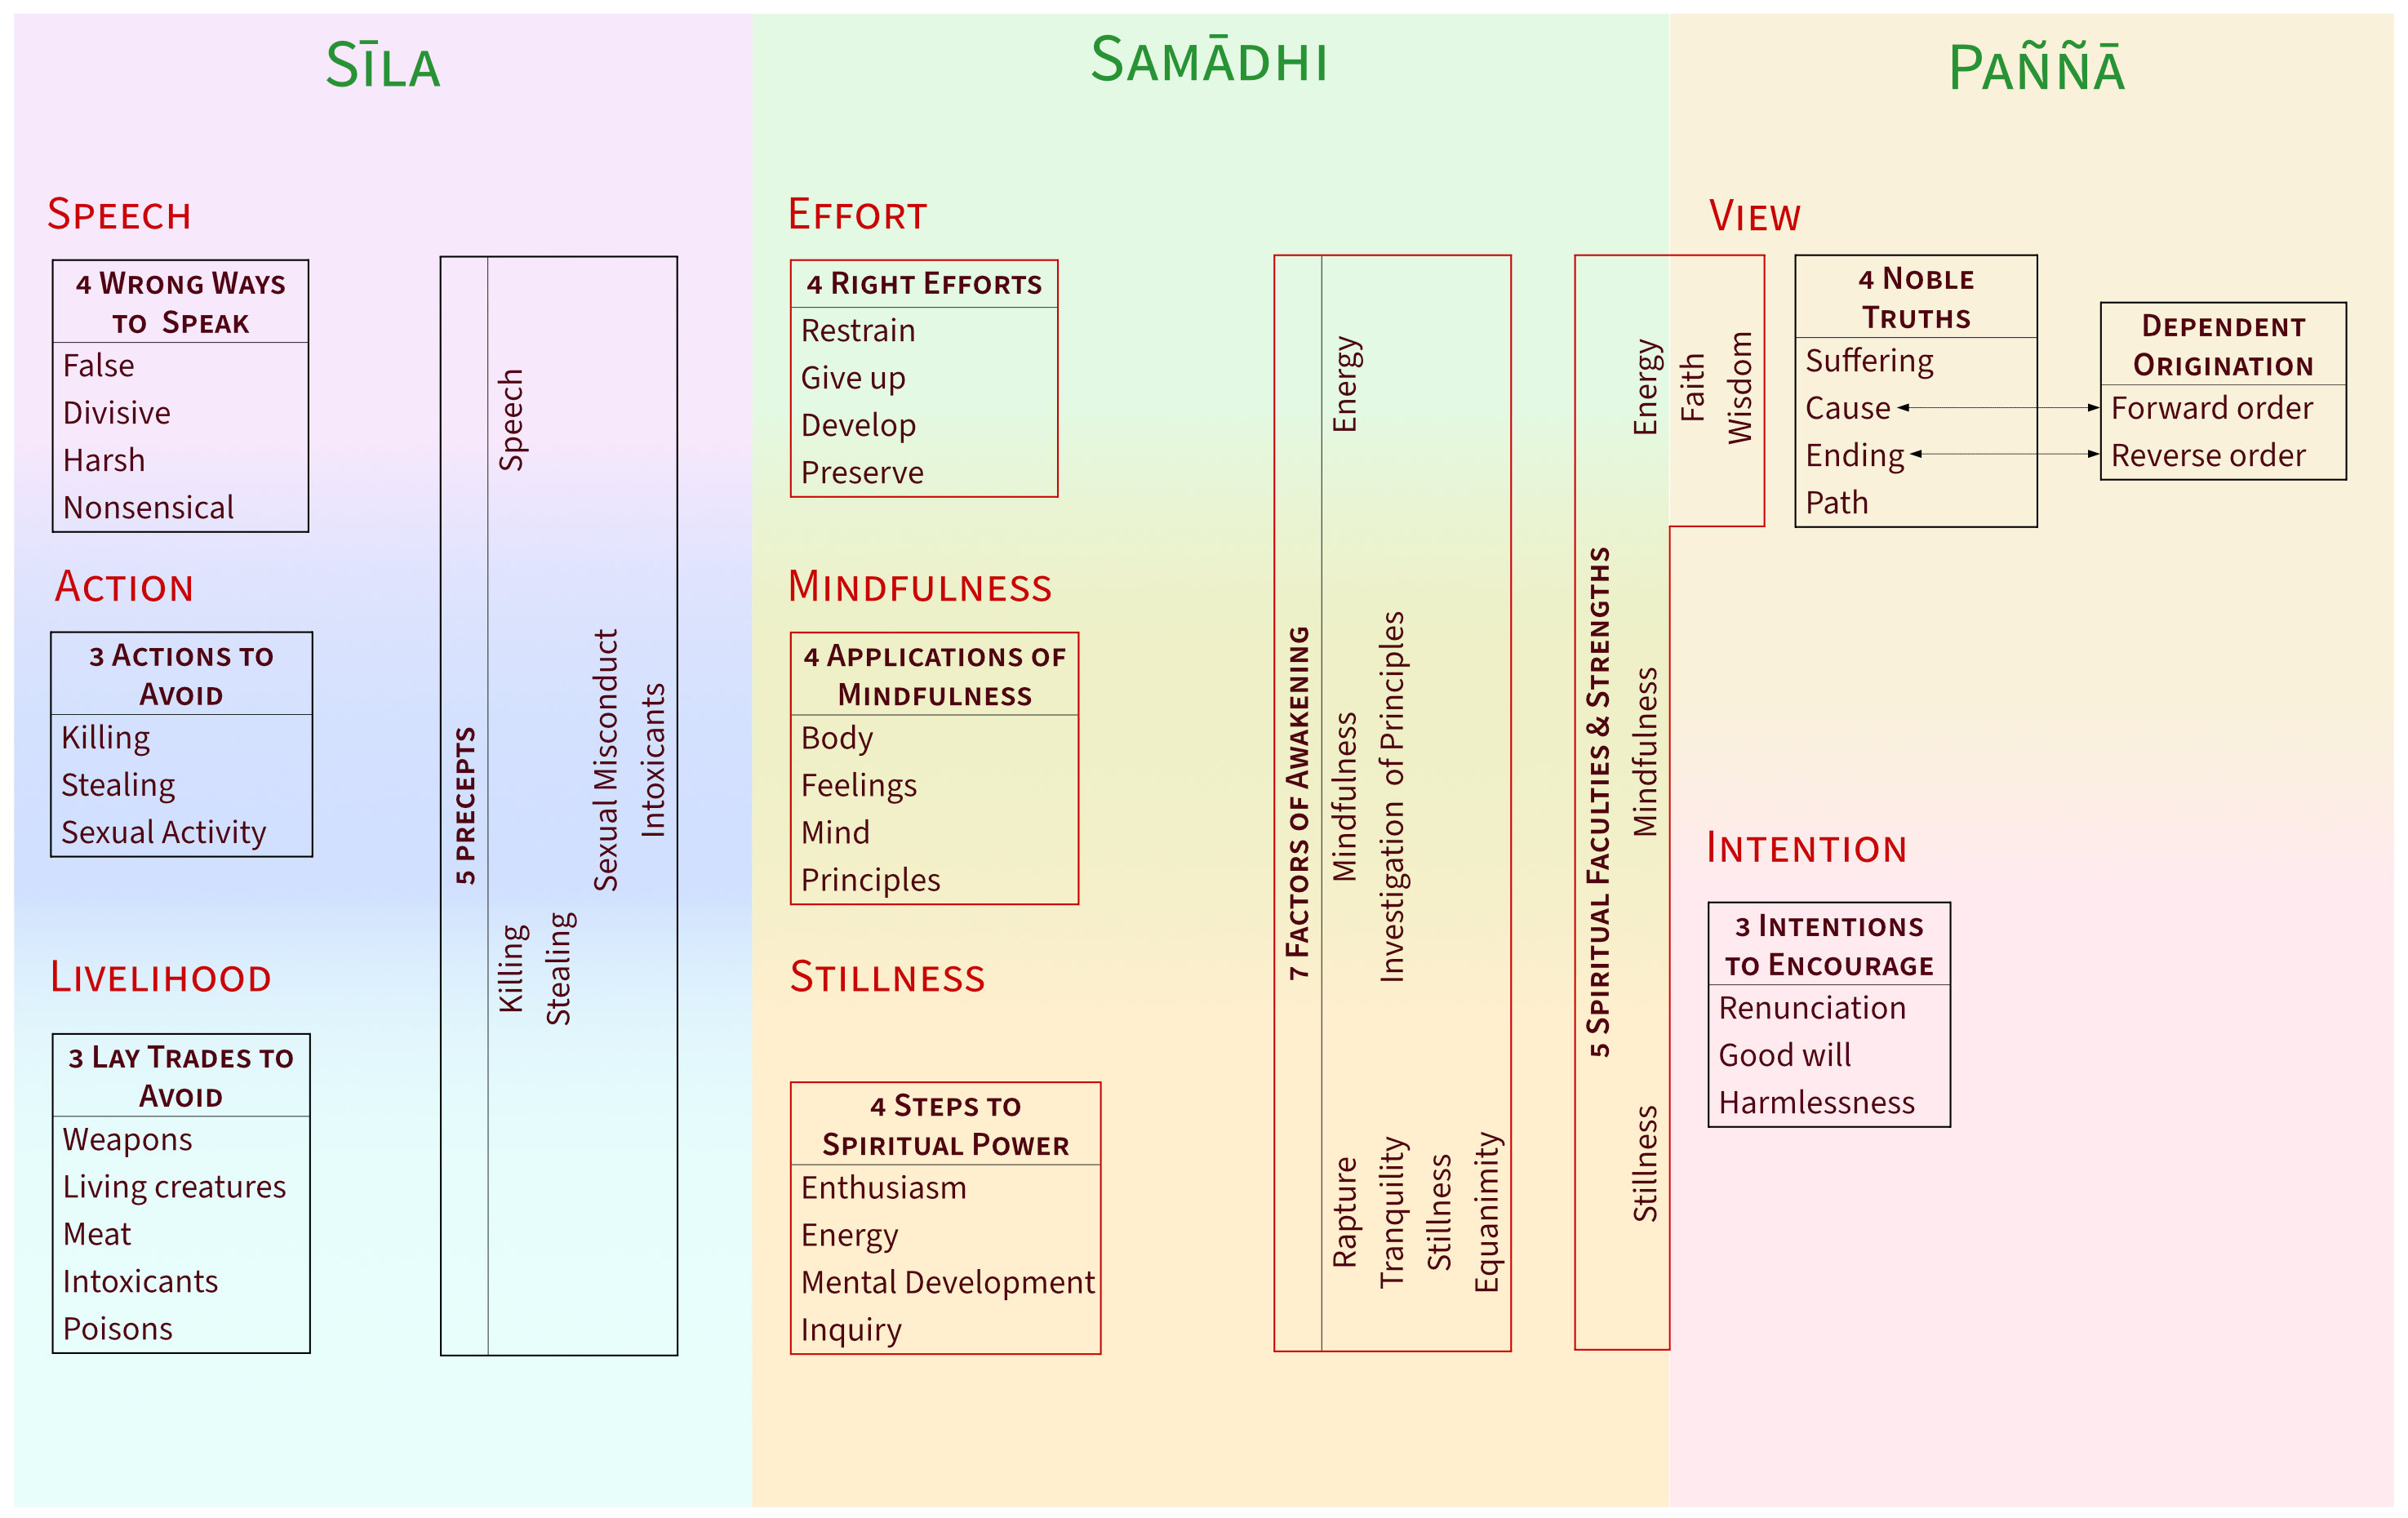 Sīla
Speech
4 Wrong Ways
to Speak
False
Divisive
Harsh
Nonsensical
Action
3 Actions to
Avoid
Killing
Stealing
Sexual Activity
Livelihood
3 Lay Trades to
Avoid
Weapons
Living creatures
Meat
Intoxicants
Poisons
5 precepts
Speech
Killing
Stealing
Sexual Misconduct
Intoxicants
Samādhi
Effort
4 Right Efforts
Restrain
Give up
Develop
Preserve
Mindfulness
4 Applications of
Mindfulness
Body
Feelings
Mind
Principles
Stillness
4 Steps to
Spiritual Power
Enthusiasm
Energy
Mental Development
Inquiry
7 Factors of Awakening
Energy
Mindfulness
Investigation of Principles
Rapture
Tranquility
Stillness
Equanimity
5 Spiritual Faculties & Strengths
Energy
Faith
Wisdom
Mindfulness
Stillness
Paññā
View
4 Noble
Truths
Suffering
Cause
Ending
Path
Dependent
Origination
Forward order
Reverse order
Intention
3 Intentions
to Encourage
Renunciation
Good will
Harmlessness